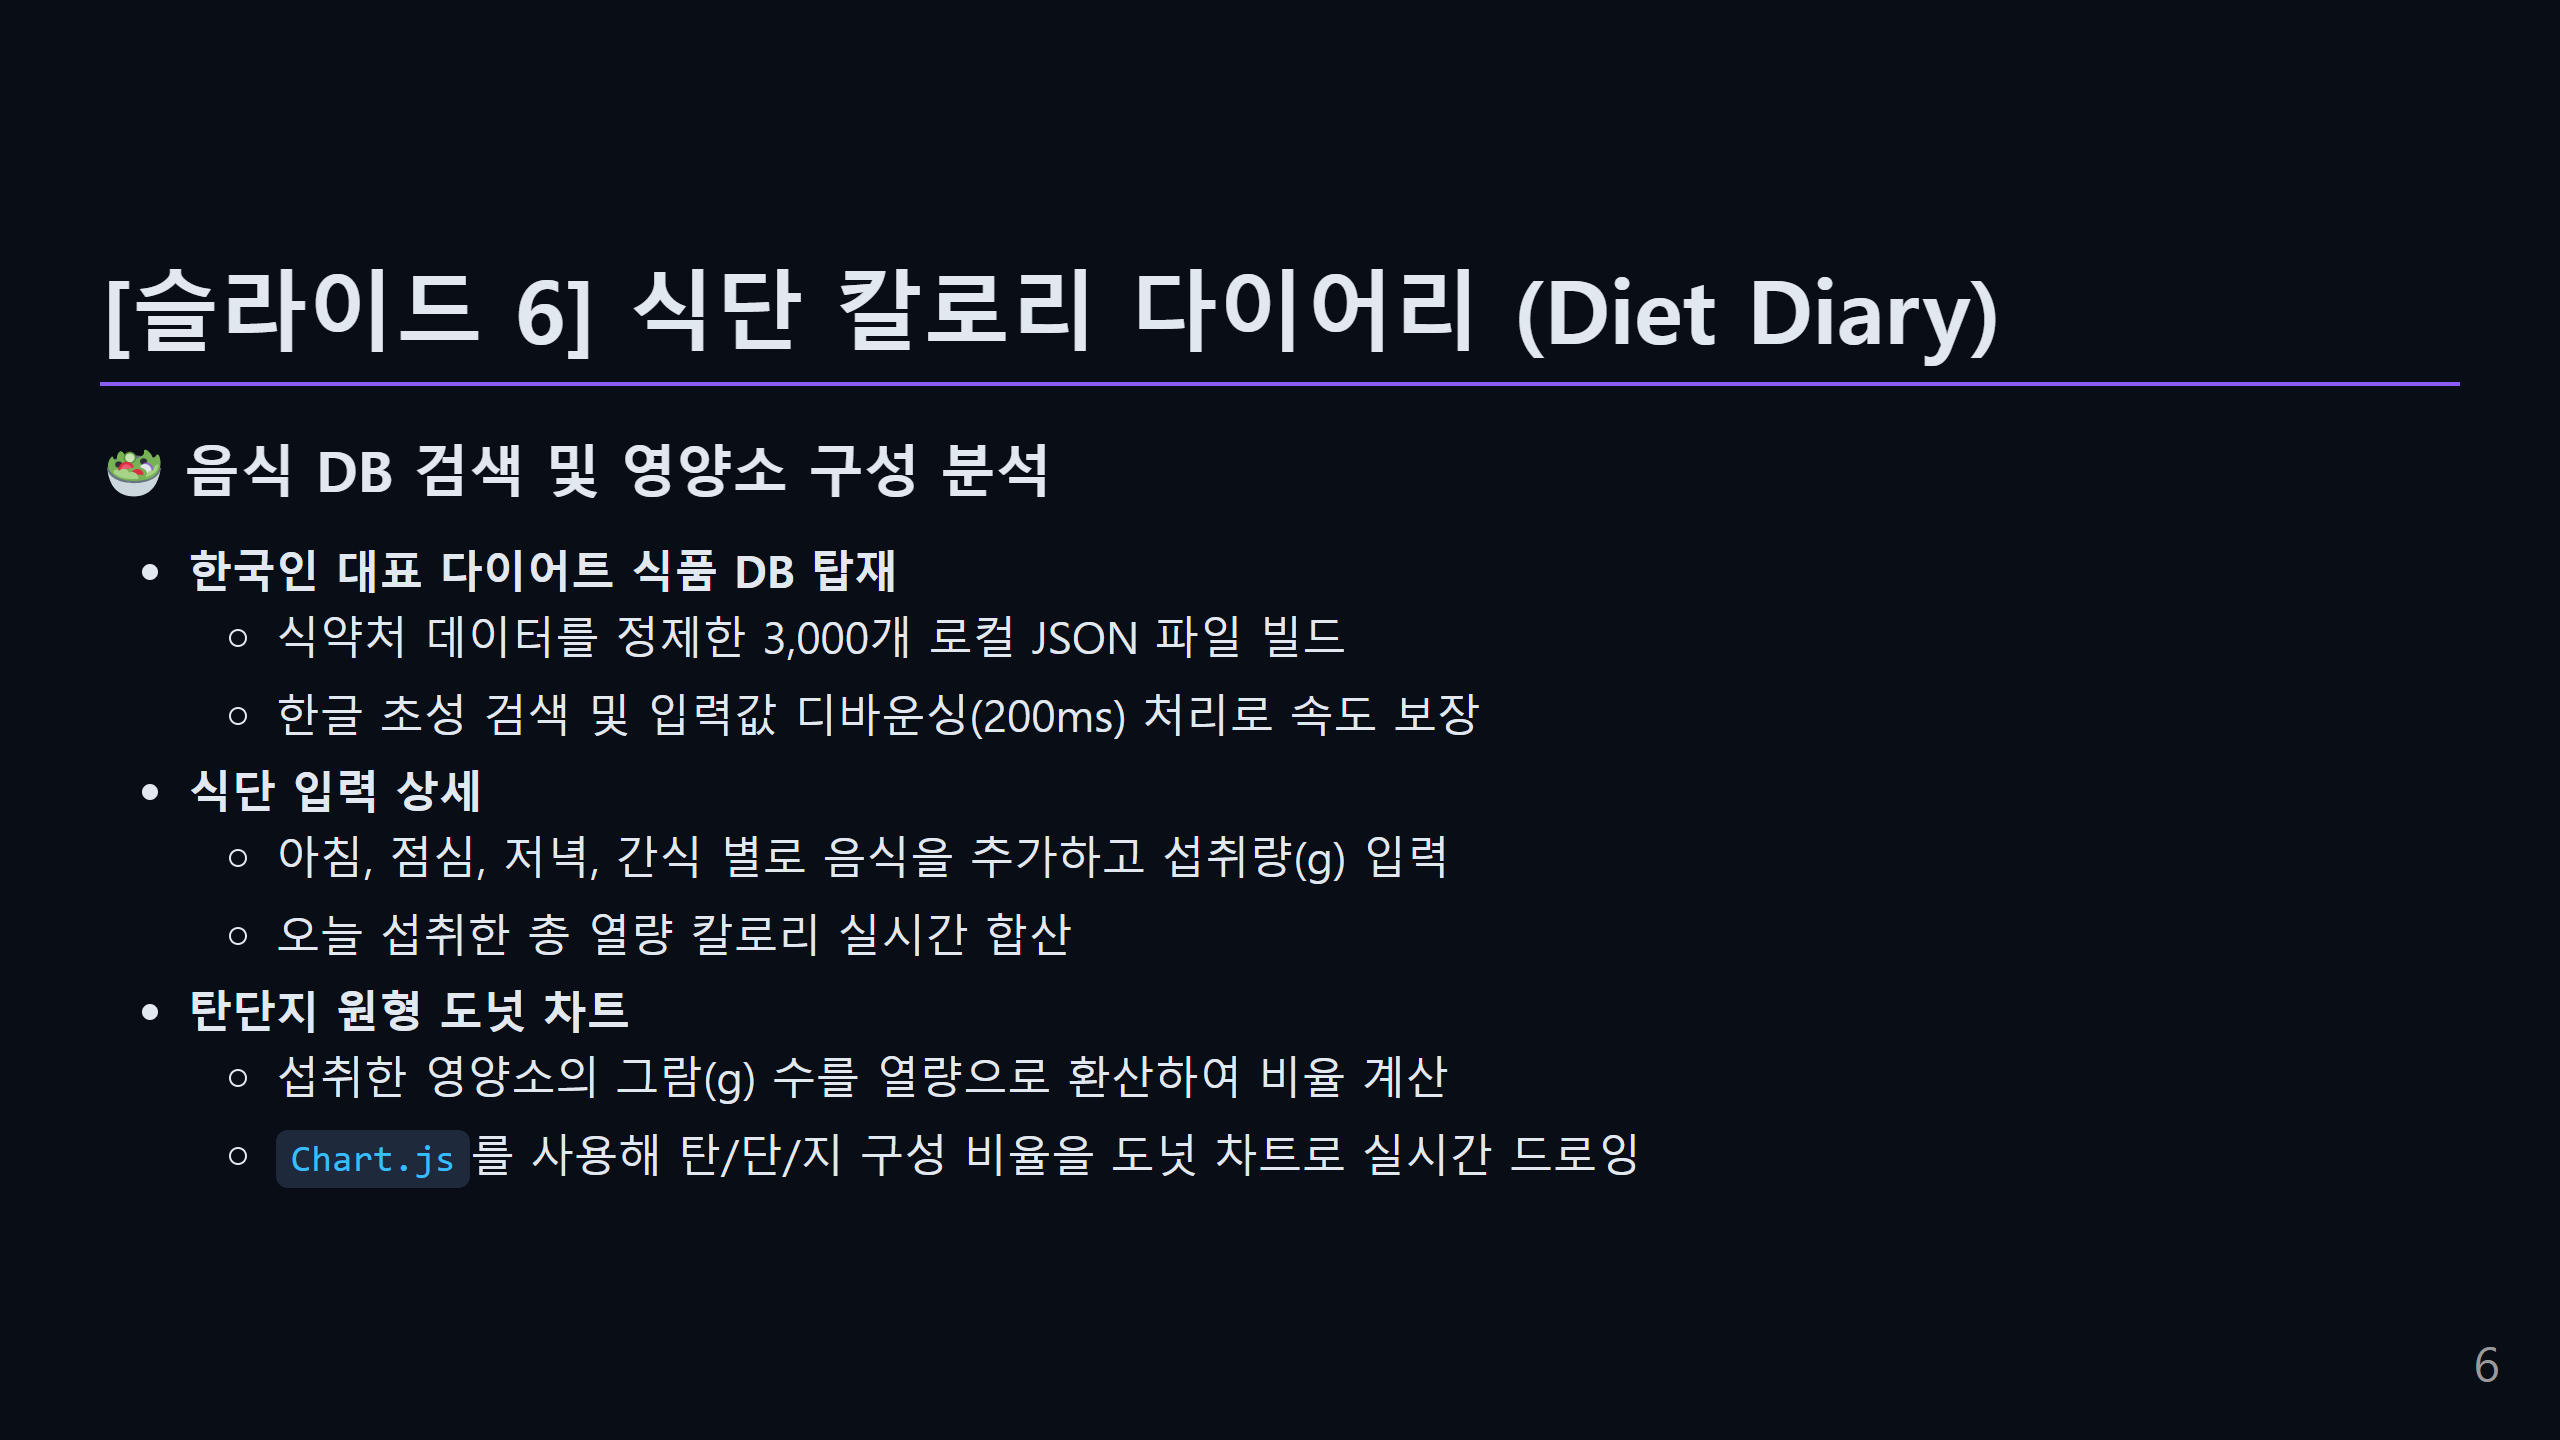 [슬라이드 6] 식단 칼로리 다이어리 (Diet Diary)
🥗 음식 DB 검색 및 영양소 구성 분석
• 한국인 대표 다이어트 식품 DB 탑재
◦ 식약처 데이터를 정제한 3,000개 로컬 JSON 파일 빌드
◦ 한글 초성 검색 및 입력값 디바운싱(200ms) 처리로 속도 보장
• 식단 입력 상세
◦ 아침, 점심, 저녁, 간식 별로 음식을 추가하고 섭취량(g) 입력
◦ 오늘 섭취한 총 열량 칼로리 실시간 합산
• 탄단지 원형 도넛 차트
◦ 섭취한 영양소의 그람(g) 수를 열량으로 환산하여 비율 계산
◦ Chart.js를 사용해 탄/단/지 구성 비율을 도넛 차트로 실시간 드로잉
6